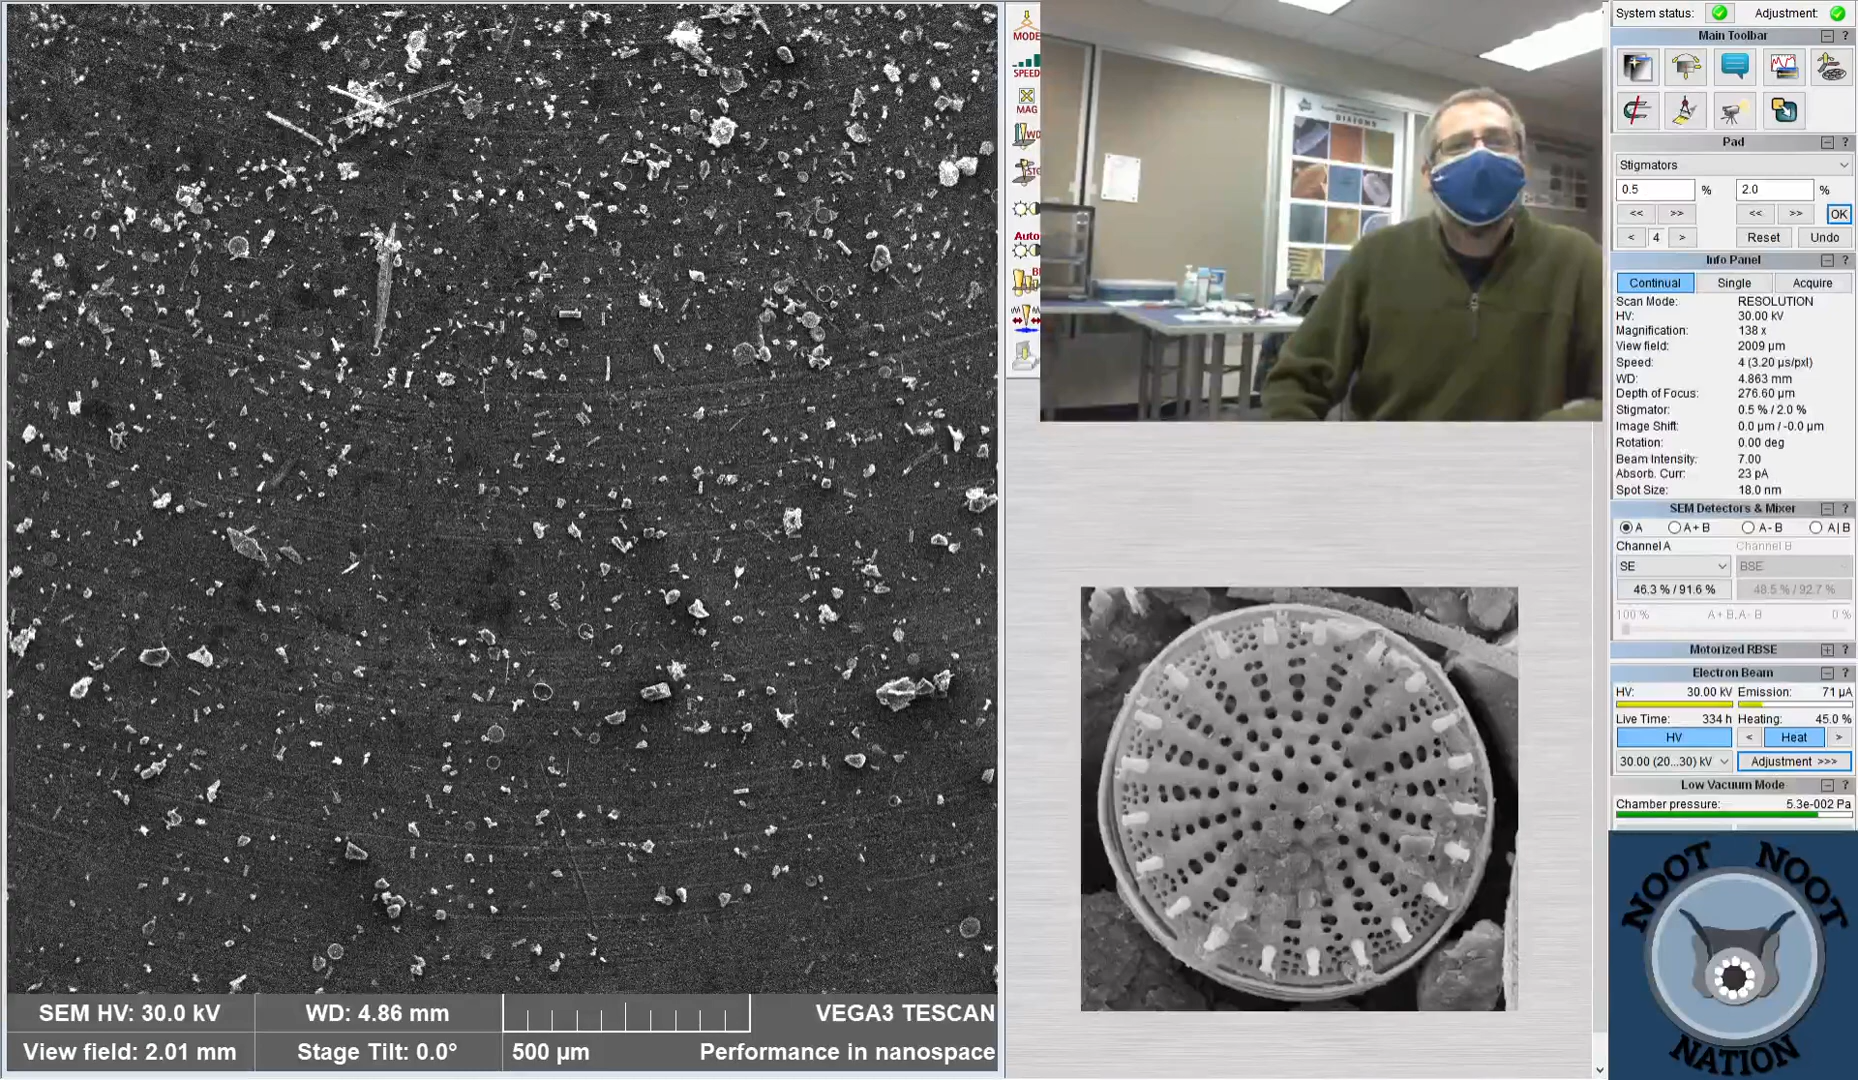 SEM HV: 30.0 kV
WD: 4.86 mm
VEGA3 TESCAN
View field: 2.01 mm
Stage Tilt: 0.0°
500 µm
Performance in nanospace
MODE
SPEED
MAG
WD
Auto
DIATOMS
System status:
Adjustment:
Main Toolbar
Pad
Stigmators
0.5 % 2.0 %
<< >> << >> OK
< 4 > Reset Undo
Info Panel
Continual Single Acquire
Scan Mode: RESOLUTION
HV: 30.00 kV
Magnification: 138 x
View field: 2009 µm
Speed: 4 (3.20 µs/pxl)
WD: 4.863 mm
Depth of Focus: 276.60 µm
Stigmator: 0.5 % / 2.0 %
Image Shift: 0.0 µm / -0.0 µm
Rotation: 0.00 deg
Beam Intensity: 7.00
Absorb. Curr: 23 pA
Spot Size: 18.0 nm
SEM Detectors & Mixer
A A + B A - B A | B
Channel A Channel B
SE BSE
46.3 % / 91.6 % 48.5 % / 92.7 %
100 % A + B, A - B 0 %
Motorized RBSE
Electron Beam
HV: 30.00 kV Emission: 71 µA
Live Time: 334 h Heating: 45.0 %
HV < Heat >
30.00 (20...30) kV Adjustment >>>
Low Vacuum Mode
Chamber pressure: 5.3e-002 Pa
NOOT NOOT
NATION